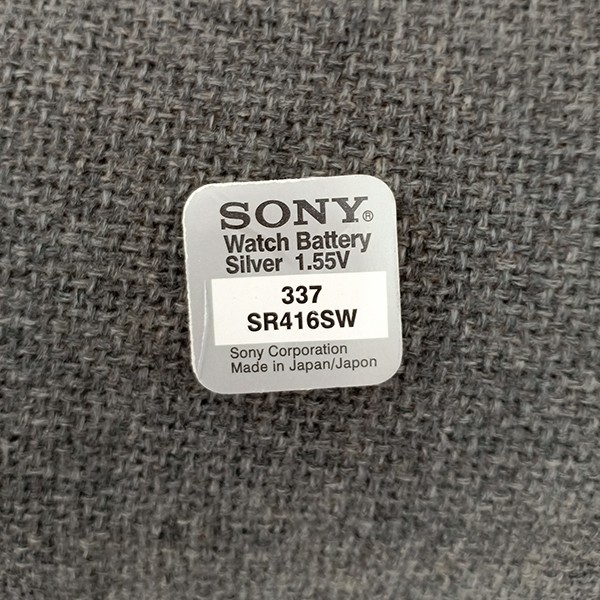 SONY®
Watch Battery
Silver 1.55V
337
SR416SW
Sony Corporation
Made in Japan/Japon